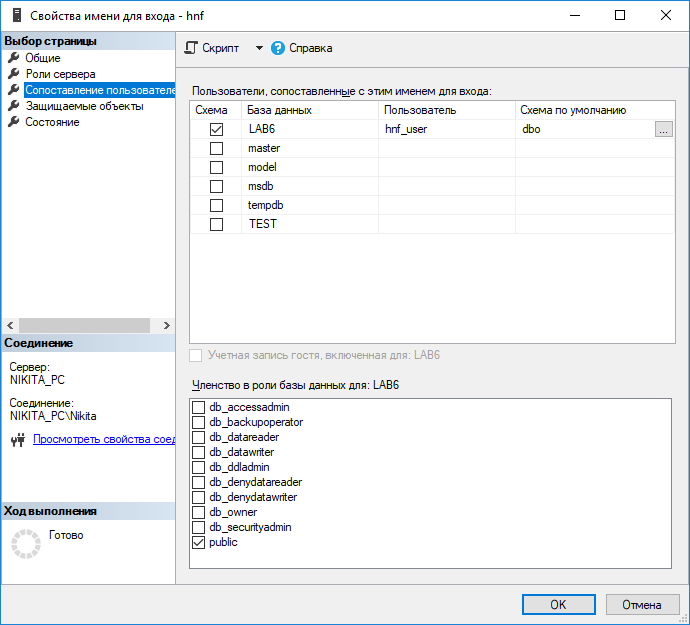 Свойства имени для входа - hnf
Выбор страницы
Общие
Роли сервера
Сопоставление пользователе
Защищаемые объекты
Состояние
Скрипт
Справка
Пользователи, сопоставленные с этим именем для входа:
Схема База данных Пользователь Схема по умолчанию
LAB6 hnf_user dbo ...
master
model
msdb
tempdb
TEST
Учетная запись гостя, включенная для: LAB6
Членство в роли базы данных для: LAB6
db_accessadmin
db_backupoperator
db_datareader
db_datawriter
db_ddladmin
db_denydatareader
db_denydatawriter
db_owner
db_securityadmin
public
Соединение
Сервер:
NIKITA_PC
Соединение:
NIKITA_PC\Nikita
Просмотреть свойства соед
Ход выполнения
Готово
OK
Отмена